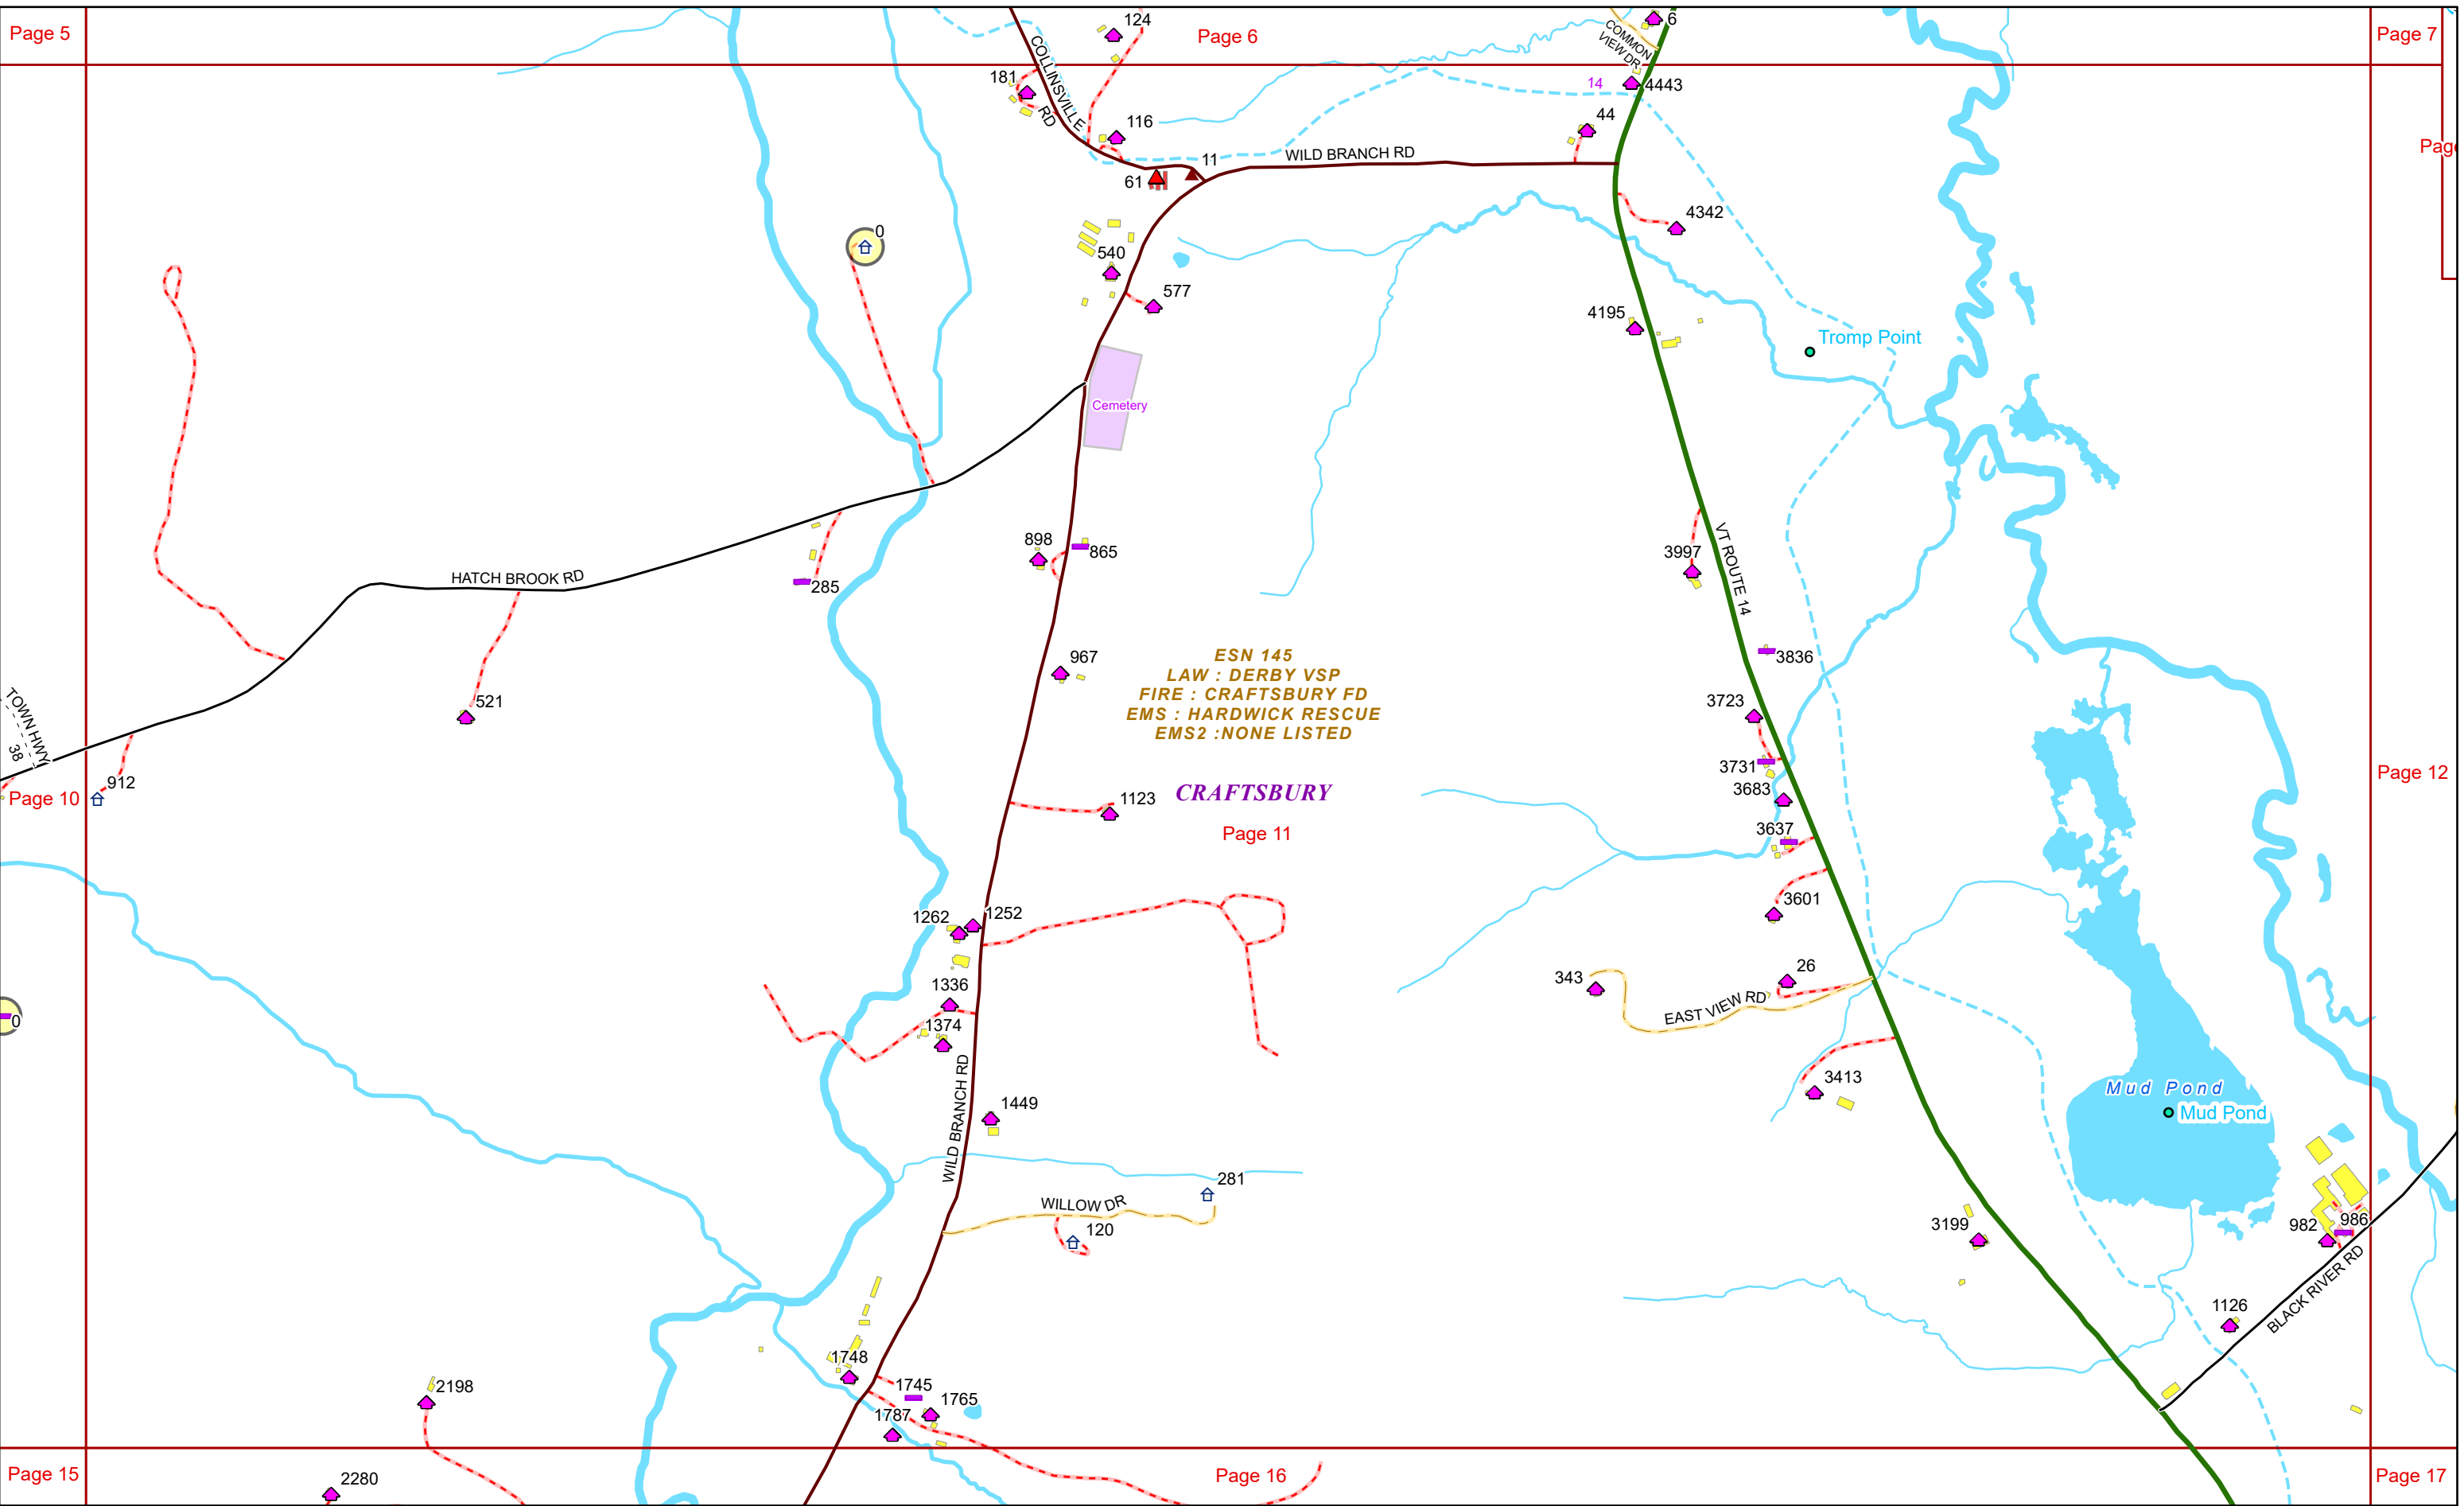 Page 5
124
Page 6
6
Page 7
COMMON
VIEW DR
COLLINSVILLE
RD
181
14
4443
116
44
Pag
11
WILD BRANCH RD
61
4342
0
540
577
4195
Tromp Point
Cemetery
898
865
3997
VT ROUTE 14
HATCH BROOK RD
285
ESN 145
LAW : DERBY VSP
FIRE : CRAFTSBURY FD
EMS : HARDWICK RESCUE
EMS2 :NONE LISTED
967
3836
521
3723
TOWN HWY
38
3731
Page 12
912
Page 10
3683
1123
CRAFTSBURY
Page 11
3637
3601
1262
1252
343
26
1336
EAST VIEW RD
0
1374
3413
Mud Pond
Mud Pond
1449
WILD BRANCH RD
281
WILLOW DR
120
3199
982
986
BLACK RIVER RD
1126
1748
1745
2198
1765
1787
Page 15
2280
Page 16
Page 17